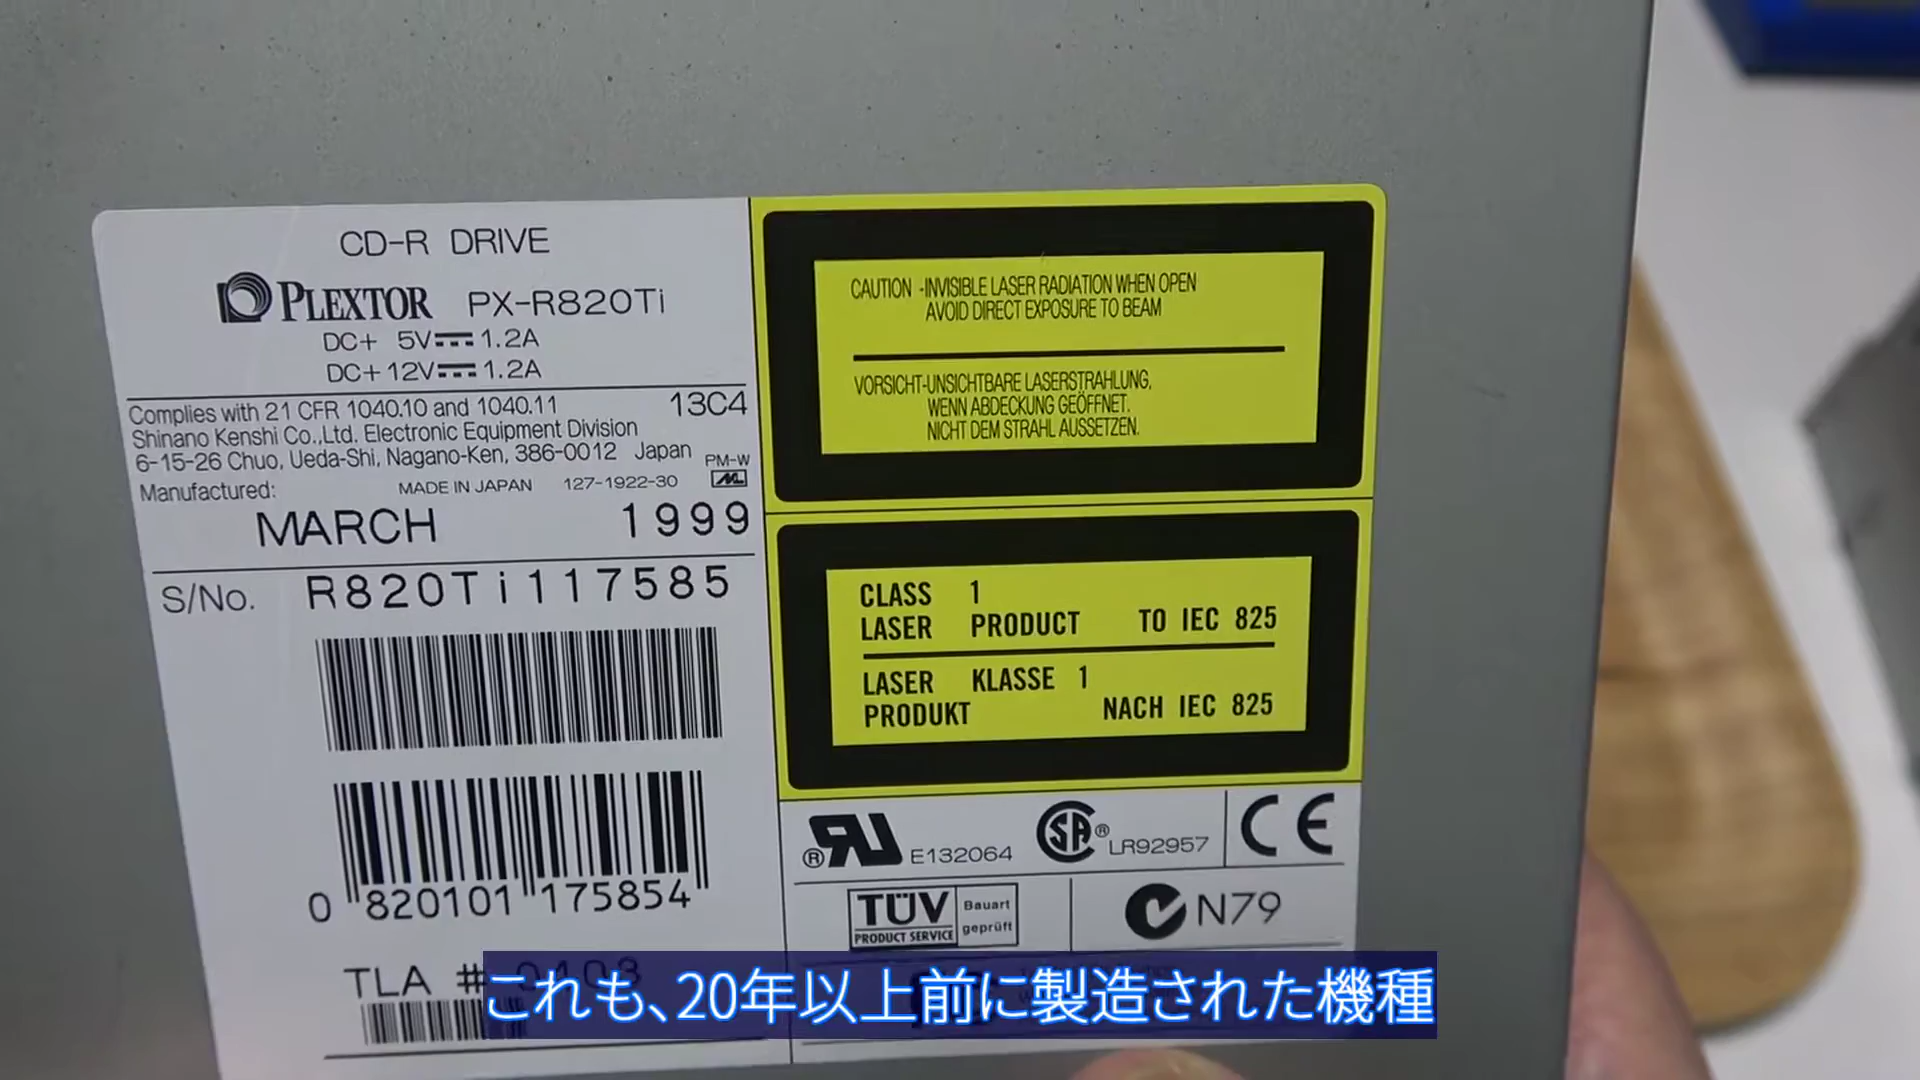 CD-R DRIVE
PLEXTOR PX-R820Ti
DC+ 5V 1.2A
DC+12V 1.2A
Complies with 21 CFR 1040.10 and 1040.11 13C4
Shinano Kenshi Co.,Ltd. Electronic Equipment Division
6-15-26 Chuo, Ueda-Shi, Nagano-Ken, 386-0012 Japan PM-W
Manufactured: MADE IN JAPAN 127-1922-30
MARCH 1999
S/No. R820Ti117585
0 820101 175854
TLA #
CAUTION -INVISIBLE LASER RADIATION WHEN OPEN
AVOID DIRECT EXPOSURE TO BEAM
VORSICHT-UNSICHTBARE LASERSTRAHLUNG,
WENN ABDECKUNG GEÖFFNET.
NICHT DEM STRAHL AUSSETZEN.
CLASS 1
LASER PRODUCT TO IEC 825
LASER KLASSE 1
PRODUKT NACH IEC 825
E132064 SA LR92957 CE
TÜV Bauart
PRODUCT SERVICE geprüft
N79
これも、20年以上前に製造された機種